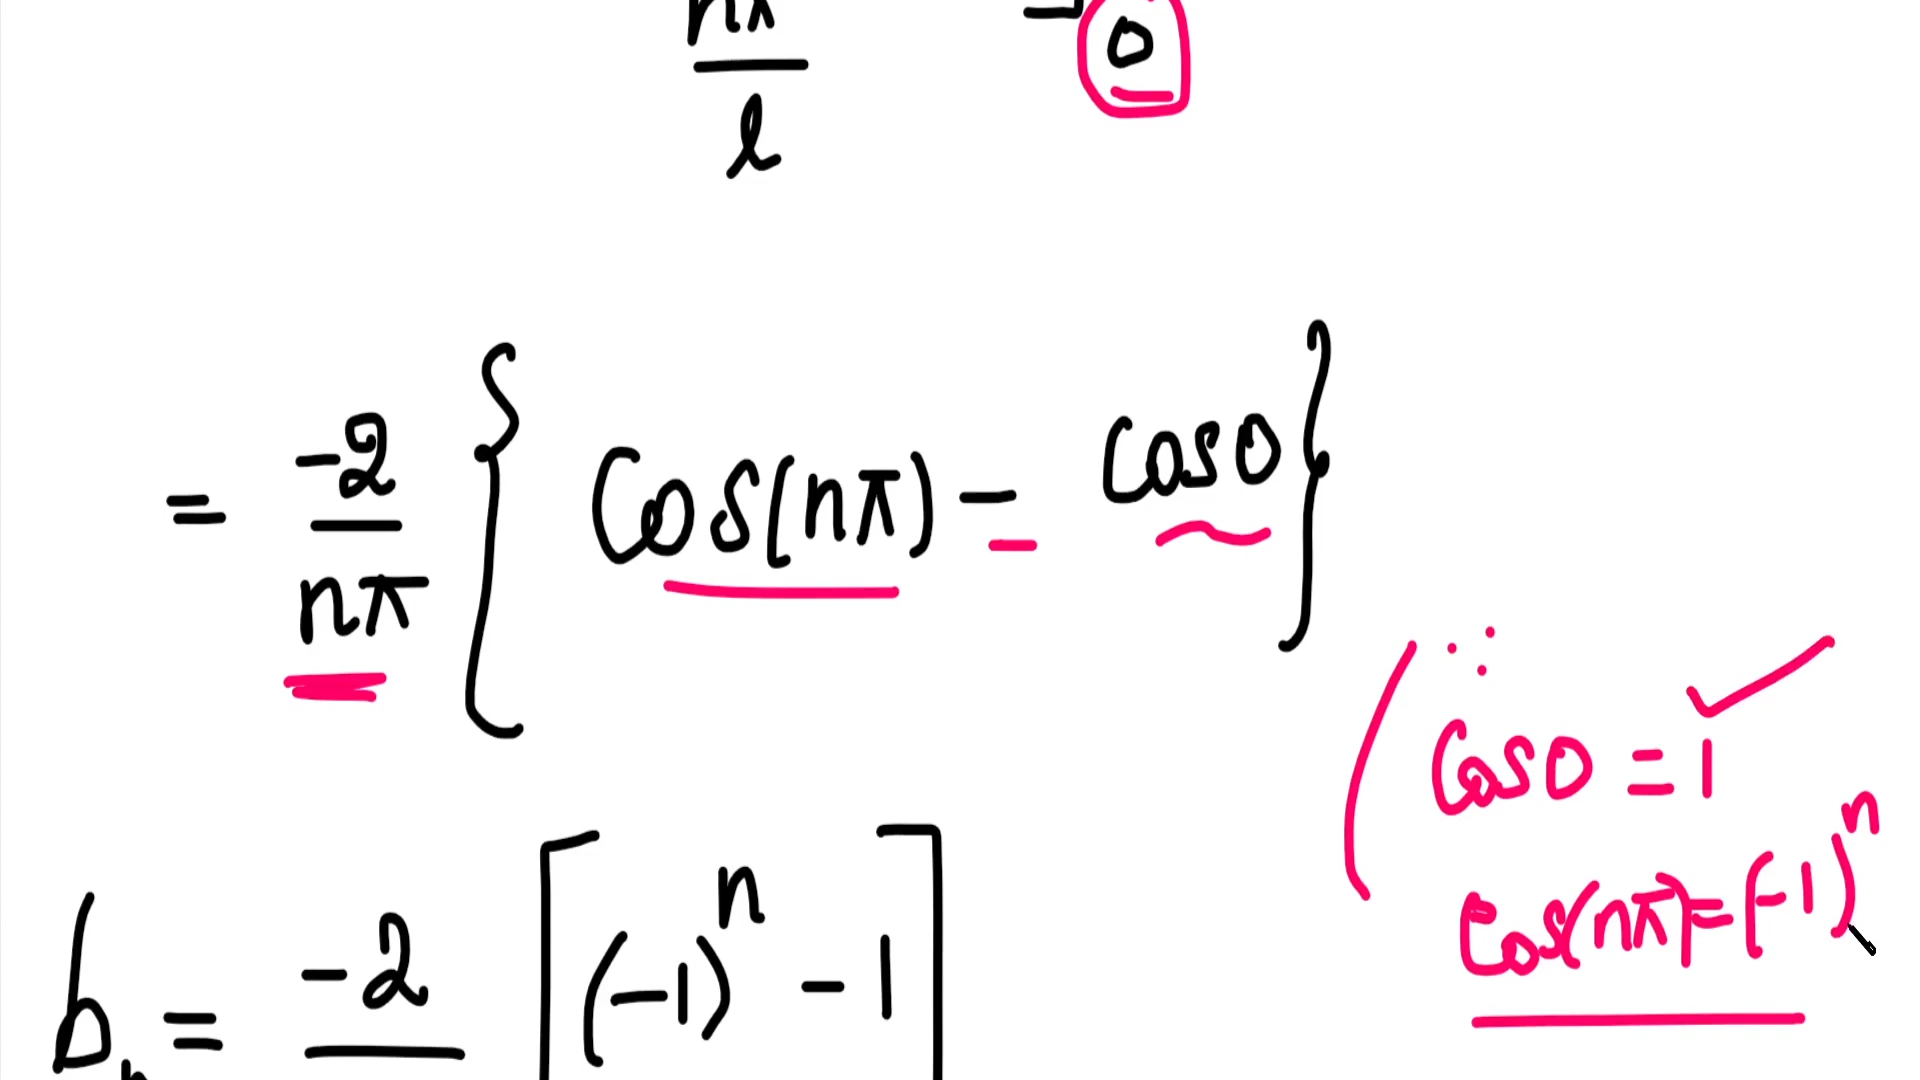 nπ 0
l
= -2/nπ { Cos(nπ) - Cos0 }
∵
Cos0 = 1
Cos(nπ) = (-1)^n
b_n = -2 [ (-1)^n - 1 ]